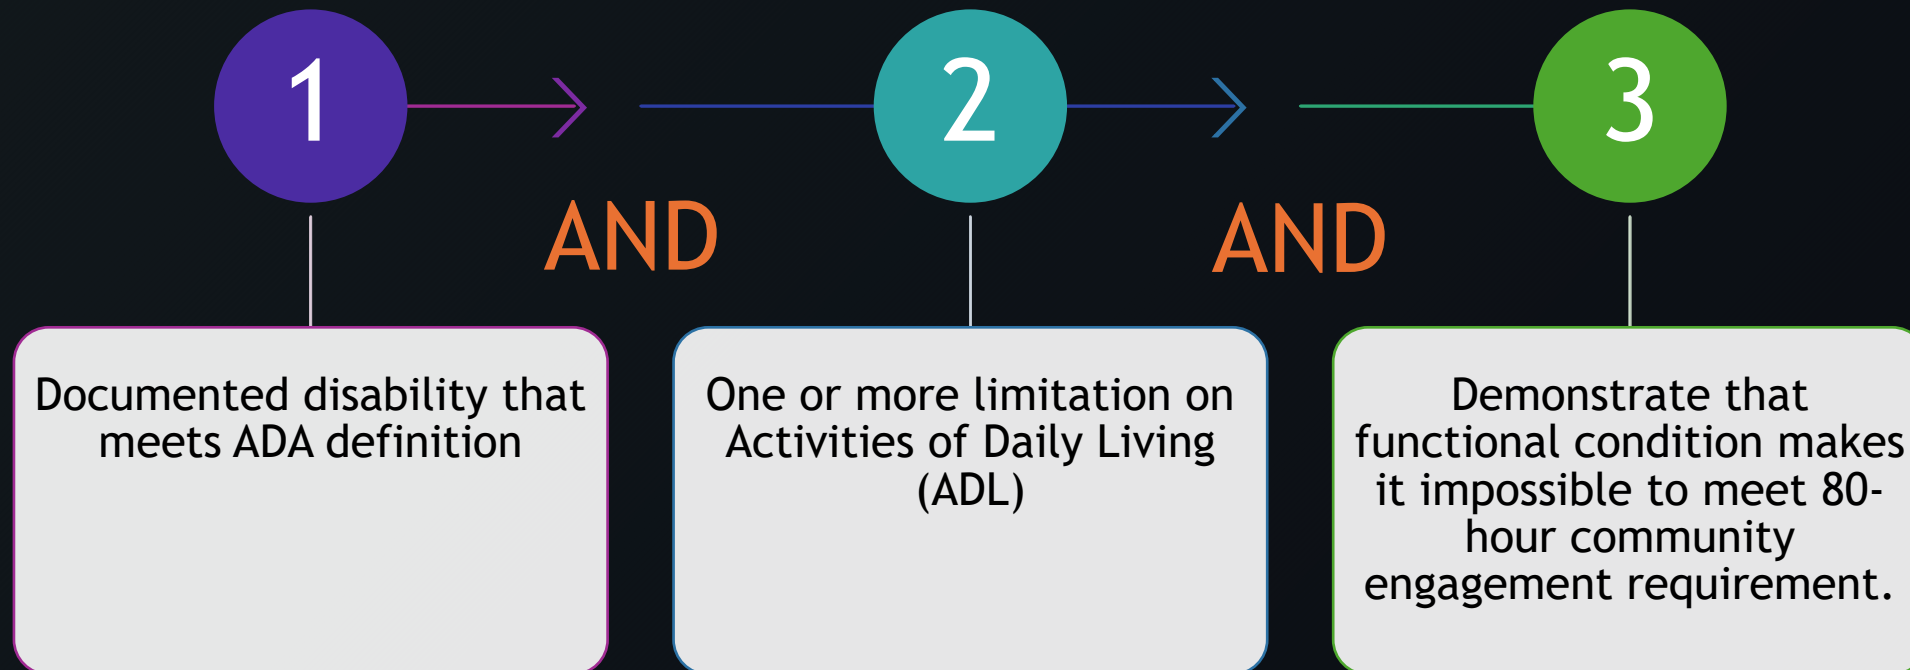 1
2
3
AND
AND
Documented disability that
meets ADA definition
One or more limitation on
Activities of Daily Living
(ADL)
Demonstrate that
functional condition makes
it impossible to meet 80-
hour community
engagement requirement.